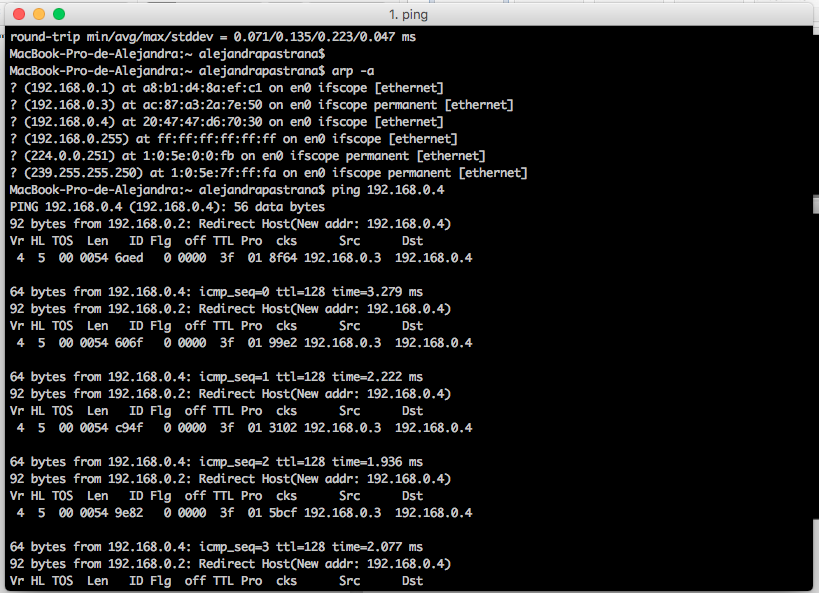 1. ping
round-trip min/avg/max/stddev = 0.071/0.135/0.223/0.047 ms
MacBook-Pro-de-Alejandra:~ alejandrapastrana$
MacBook-Pro-de-Alejandra:~ alejandrapastrana$ arp -a
? (192.168.0.1) at a8:b1:d4:8a:ef:c1 on en0 ifscope [ethernet]
? (192.168.0.3) at ac:87:a3:2a:7e:50 on en0 ifscope permanent [ethernet]
? (192.168.0.4) at 20:47:47:d6:70:30 on en0 ifscope [ethernet]
? (192.168.0.255) at ff:ff:ff:ff:ff:ff on en0 ifscope [ethernet]
? (224.0.0.251) at 1:0:5e:0:0:fb on en0 ifscope permanent [ethernet]
? (239.255.255.250) at 1:0:5e:7f:ff:fa on en0 ifscope permanent [ethernet]
MacBook-Pro-de-Alejandra:~ alejandrapastrana$ ping 192.168.0.4
PING 192.168.0.4 (192.168.0.4): 56 data bytes
92 bytes from 192.168.0.2: Redirect Host(New addr: 192.168.0.4)
Vr HL TOS  Len   ID Flg  off TTL Pro  cks      Src      Dst
 4  5  00 0054 6aed   0 0000  3f  01 8f64 192.168.0.3  192.168.0.4
64 bytes from 192.168.0.4: icmp_seq=0 ttl=128 time=3.279 ms
92 bytes from 192.168.0.2: Redirect Host(New addr: 192.168.0.4)
Vr HL TOS  Len   ID Flg  off TTL Pro  cks      Src      Dst
 4  5  00 0054 606f   0 0000  3f  01 99e2 192.168.0.3  192.168.0.4
64 bytes from 192.168.0.4: icmp_seq=1 ttl=128 time=2.222 ms
92 bytes from 192.168.0.2: Redirect Host(New addr: 192.168.0.4)
Vr HL TOS  Len   ID Flg  off TTL Pro  cks      Src      Dst
 4  5  00 0054 c94f   0 0000  3f  01 3102 192.168.0.3  192.168.0.4
64 bytes from 192.168.0.4: icmp_seq=2 ttl=128 time=1.936 ms
92 bytes from 192.168.0.2: Redirect Host(New addr: 192.168.0.4)
Vr HL TOS  Len   ID Flg  off TTL Pro  cks      Src      Dst
 4  5  00 0054 9e82   0 0000  3f  01 5bcf 192.168.0.3  192.168.0.4
64 bytes from 192.168.0.4: icmp_seq=3 ttl=128 time=2.077 ms
92 bytes from 192.168.0.2: Redirect Host(New addr: 192.168.0.4)
Vr HL TOS  Len   ID Flg  off TTL Pro  cks      Src      Dst